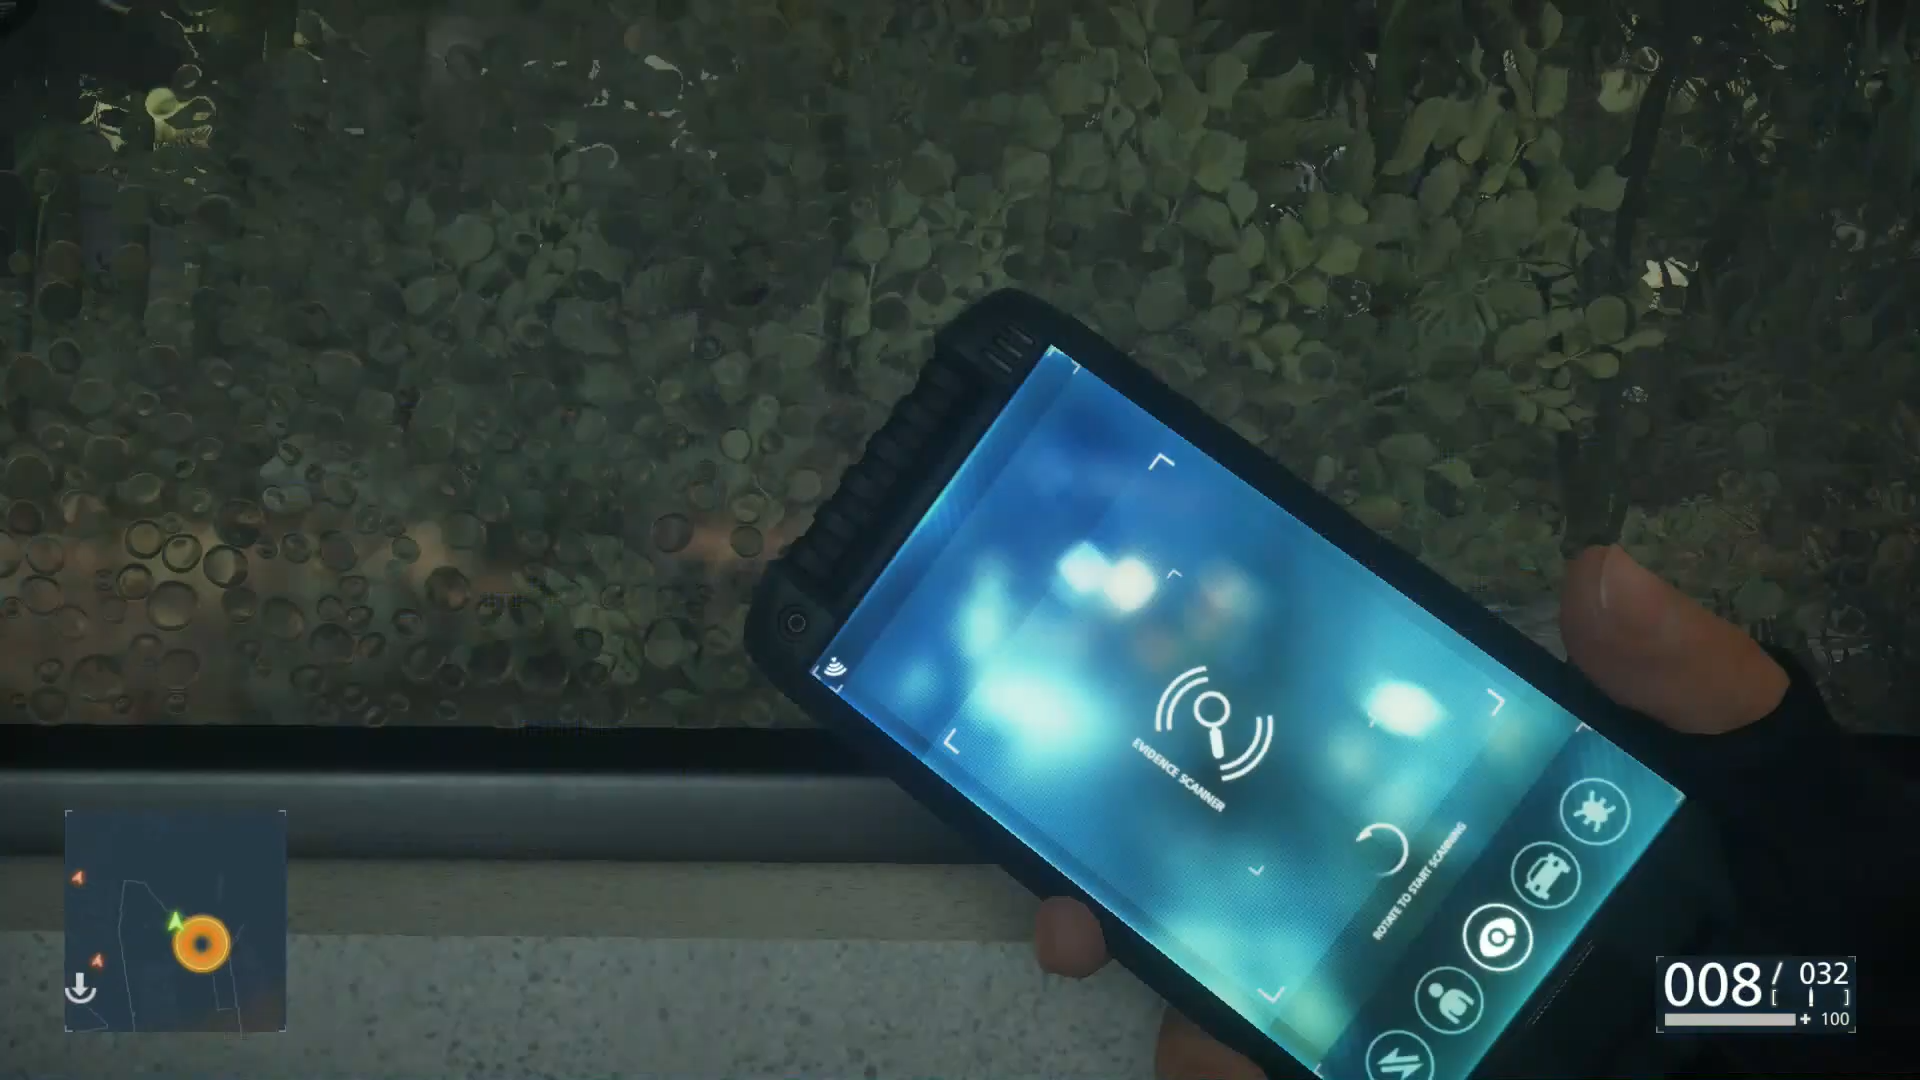 EVIDENCE SCANNER
ROTATE TO START SCANNING
008 / 032
[ ! ]
+ 100